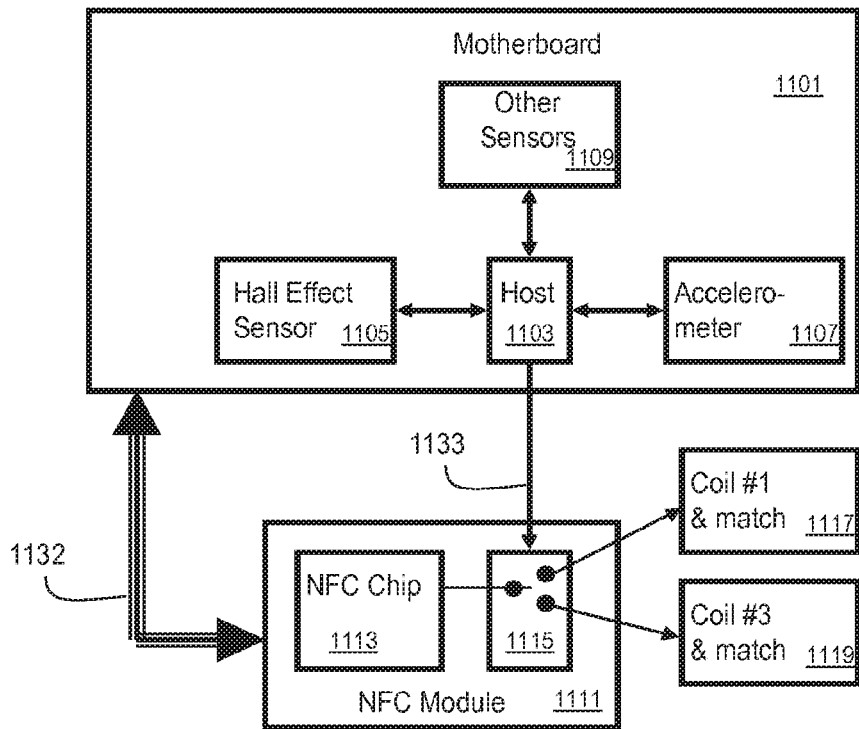 Motherboard
1101
Other
Sensors
1109
Hall Effect
Sensor
1105
Host
1103
Accelero-
meter
1107
1133
1132
NFC Chip
1113
1115
NFC Module
1111
Coil #1
& match
1117
Coil #3
& match
1119